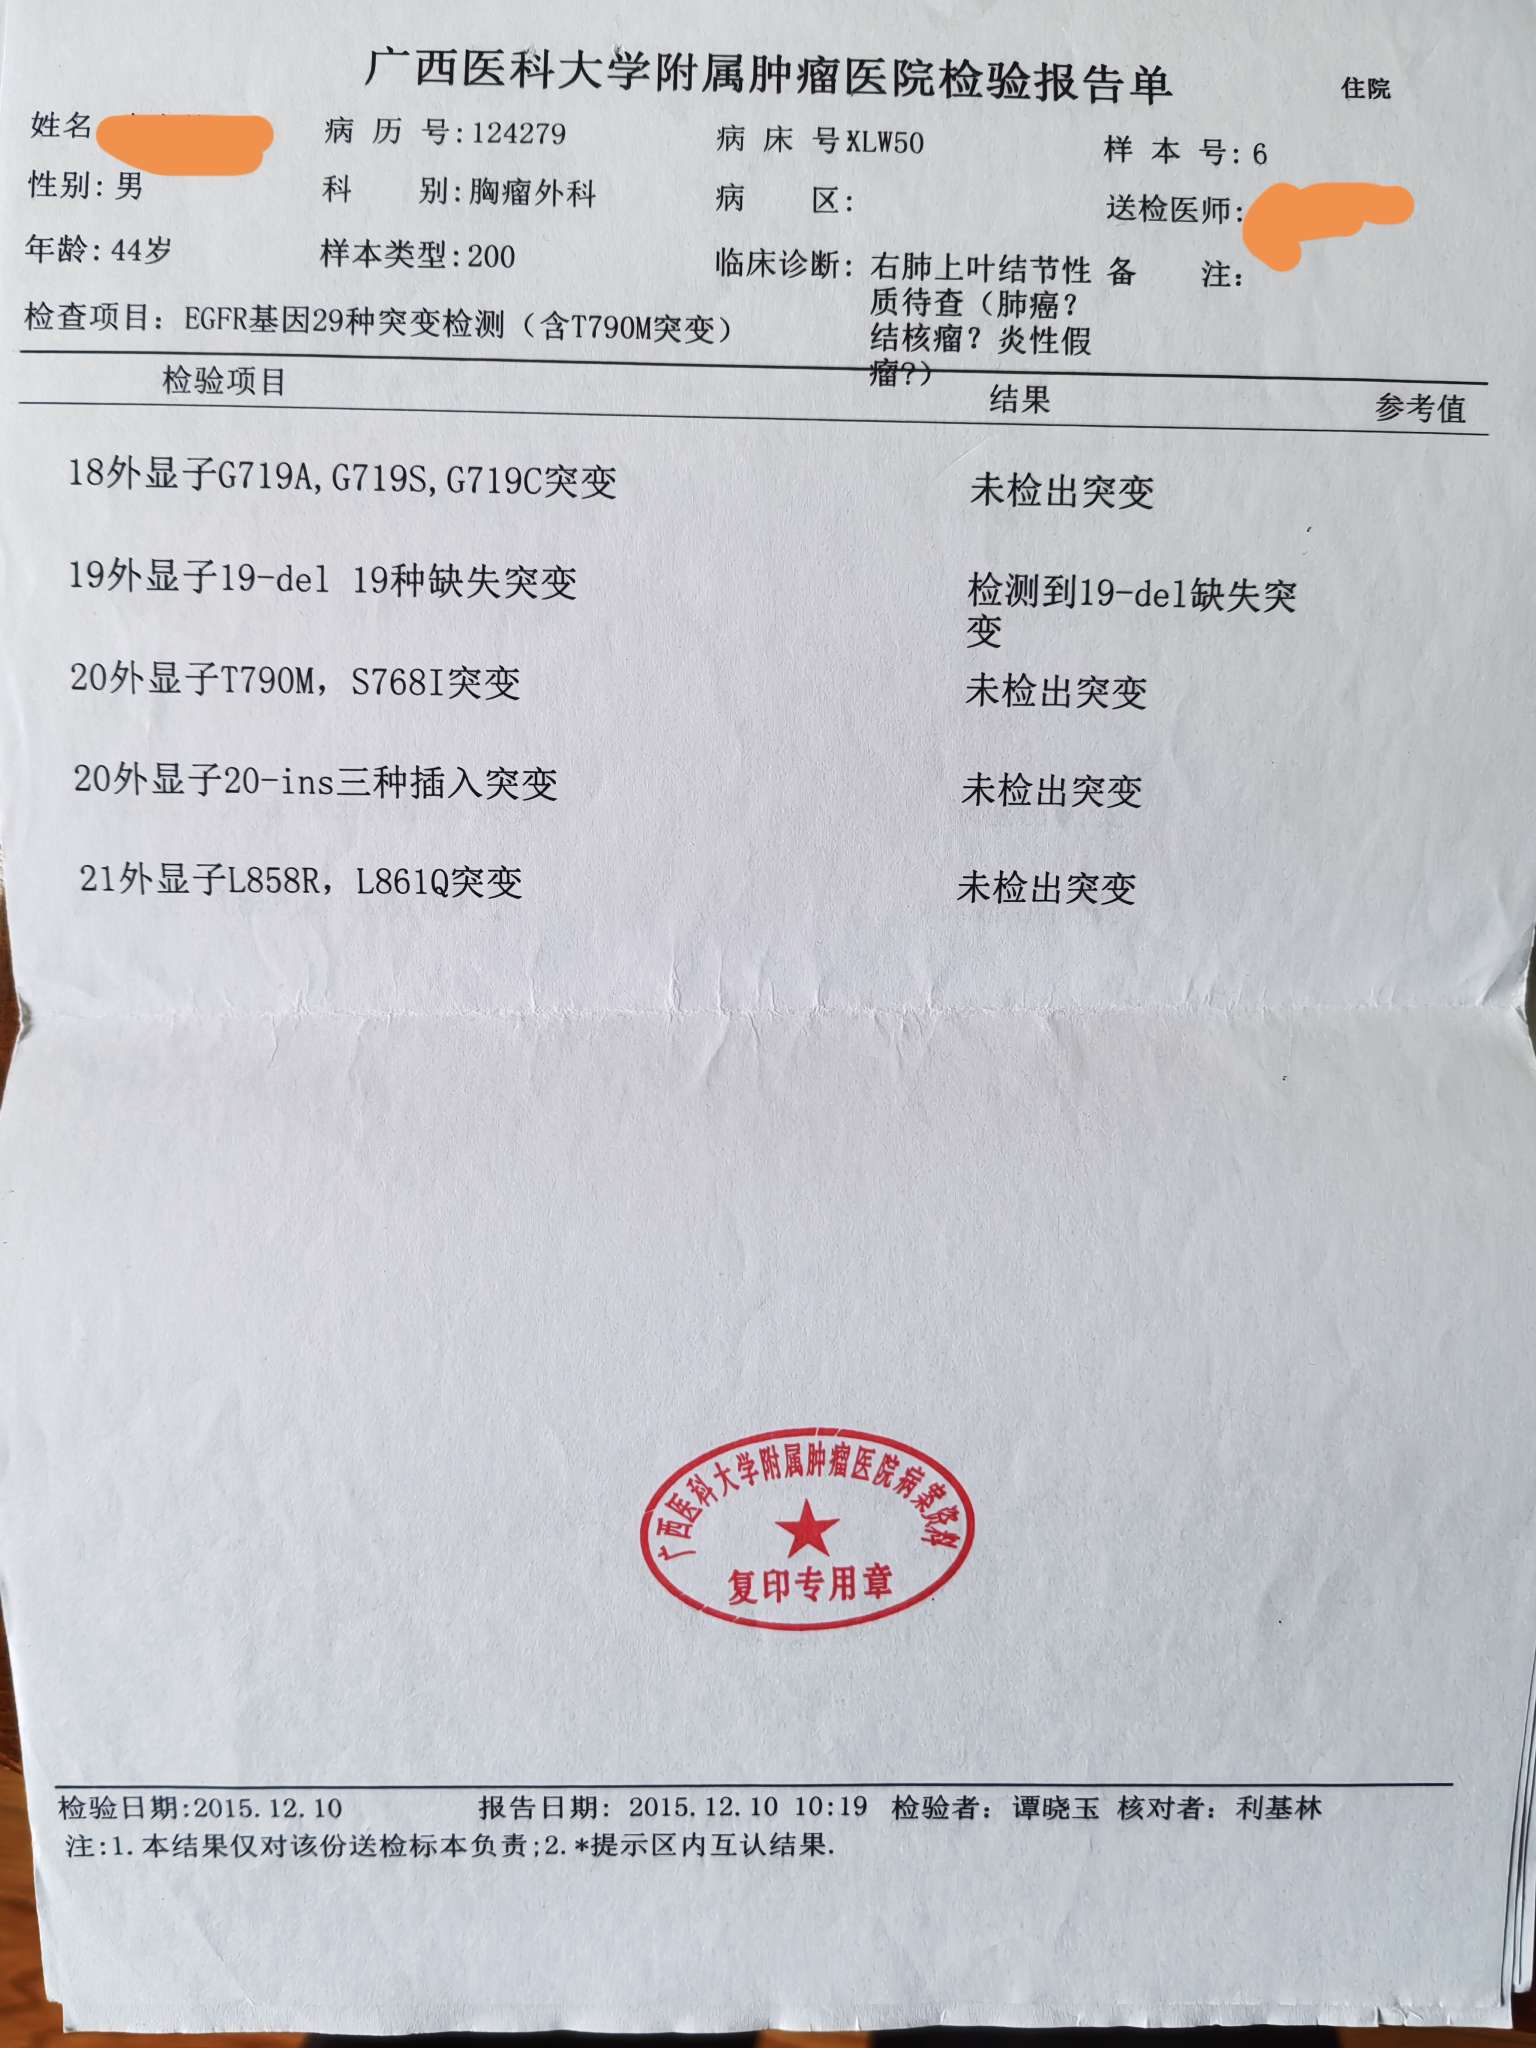 广西医科大学附属肿瘤医院检验报告单
住院
姓名 病 历 号:124279 病 床 号:XLW50 样 本 号: 6
性别: 男 科 别:胸瘤外科 病 区: 送检医师:
年龄: 44岁 样本类型:200 临床诊断: 右肺上叶结节性 备 注:
质待查（肺癌？
结核瘤？炎性假
瘤?）
检查项目: EGFR基因29种突变检测（含T790M突变）
检验项目 结果 参考值
18外显子G719A,G719S,G719C突变 未检出突变
19外显子19-del 19种缺失突变 检测到19-del缺失突
变
20外显子T790M，S768I突变 未检出突变
20外显子20-ins三种插入突变 未检出突变
21外显子L858R，L861Q突变 未检出突变
广西医科大学附属肿瘤医院病案资料
复印专用章
检验日期:2015.12.10 报告日期: 2015.12.10 10:19 检验者: 谭晓玉 核对者: 利基林
注:1.本结果仅对该份送检标本负责;2.*提示区内互认结果.